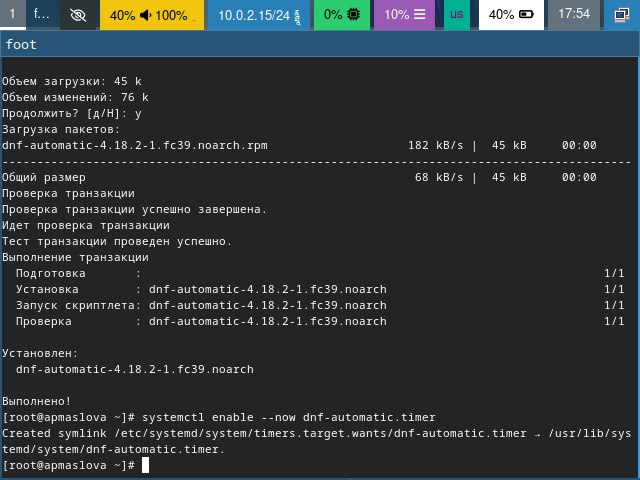 1 f... 40% 100% 10.0.2.15/24 0% 10% us 40% 17:54
foot
Объем загрузки: 45 k
Объем изменений: 76 k
Продолжить? [д/Н]: y
Загрузка пакетов:
dnf-automatic-4.18.2-1.fc39.noarch.rpm 182 kB/s | 45 kB 00:00
--------------------------------------------------------------------------------
Общий размер 68 kB/s | 45 kB 00:00
Проверка транзакции
Проверка транзакции успешно завершена.
Идет проверка транзакции
Тест транзакции проведен успешно.
Выполнение транзакции
Подготовка : 1/1
Установка : dnf-automatic-4.18.2-1.fc39.noarch 1/1
Запуск скриптлета: dnf-automatic-4.18.2-1.fc39.noarch 1/1
Проверка : dnf-automatic-4.18.2-1.fc39.noarch 1/1
Установлен:
dnf-automatic-4.18.2-1.fc39.noarch
Выполнено!
[root@apmaslova ~]# systemctl enable --now dnf-automatic.timer
Created symlink /etc/systemd/system/timers.target.wants/dnf-automatic.timer → /usr/lib/sys
temd/system/dnf-automatic.timer.
[root@apmaslova ~]#